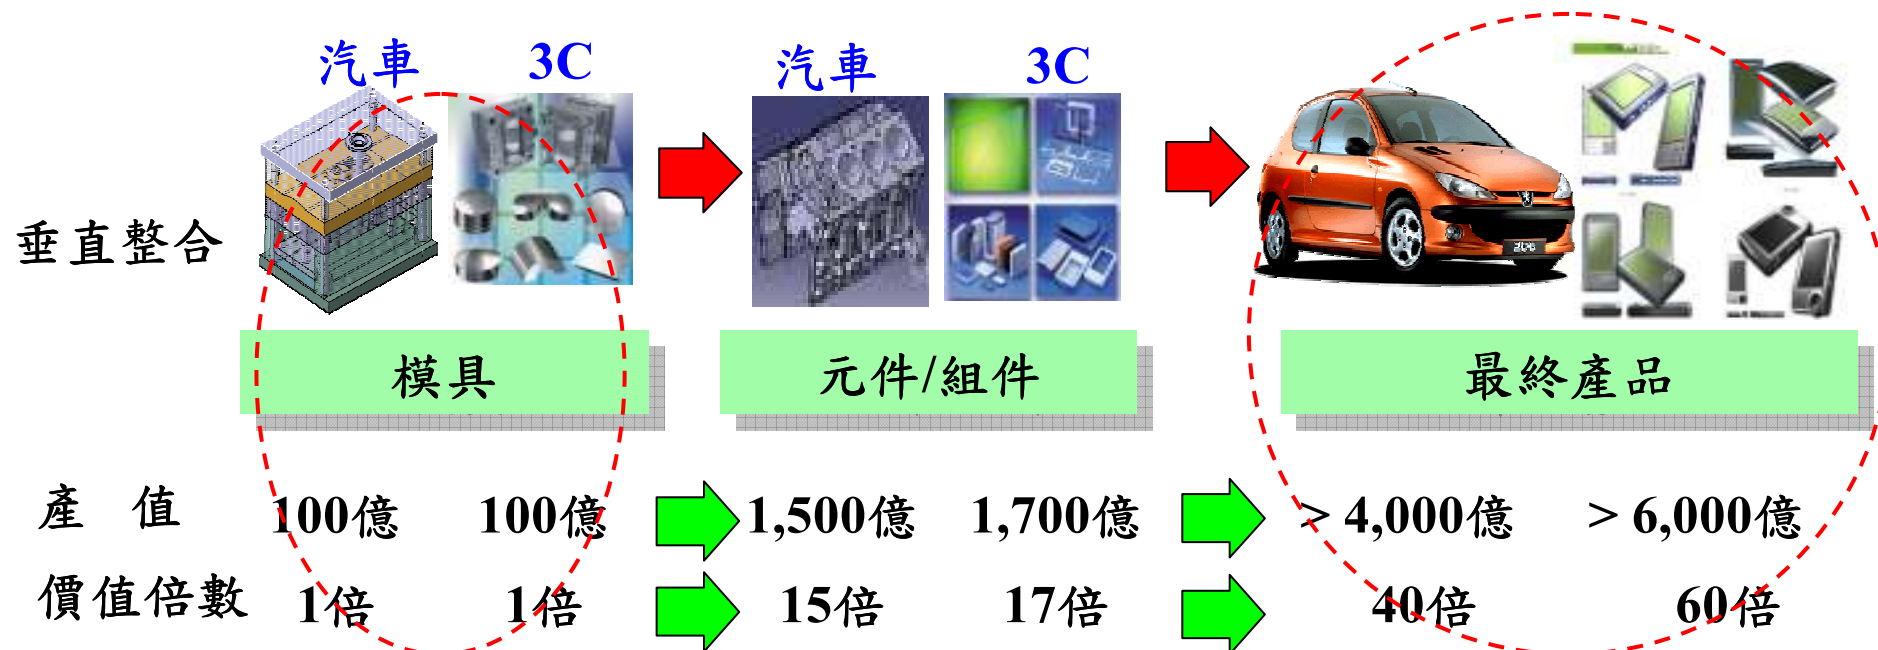 汽車 3C 汽車 3C
垂直整合
模具 元件/組件 最終產品
產 值 100億 100億 1,500億 1,700億 > 4,000億 > 6,000億
價值倍數 1倍 1倍 15倍 17倍 40倍 60倍